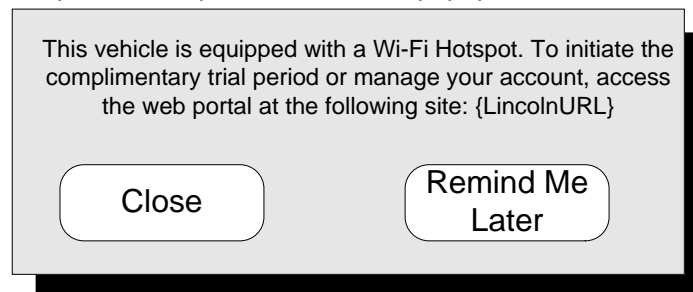 This vehicle is equipped with a Wi-Fi Hotspot. To initiate the
complimentary trial period or manage your account, access
the web portal at the following site: {LincolnURL}
Close
Remind Me
Later